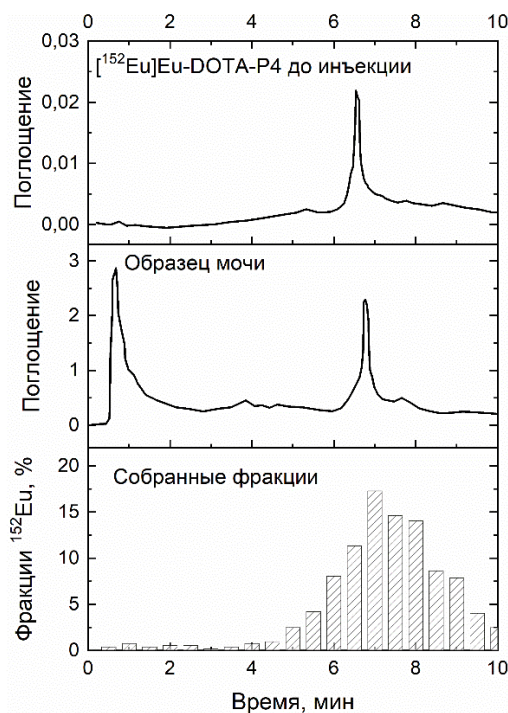 0 2 4 6 8 10
0,03
[¹⁵²Eu]Eu-DOTA-P4 до инъекции
0,02
0,01
0,00
Поглощение
Образец мочи
3
2
1
0
Поглощение
Собранные фракции
20
15
10
5
0
Фракции ¹⁵²Eu, %
0 2 4 6 8 10
Время, мин